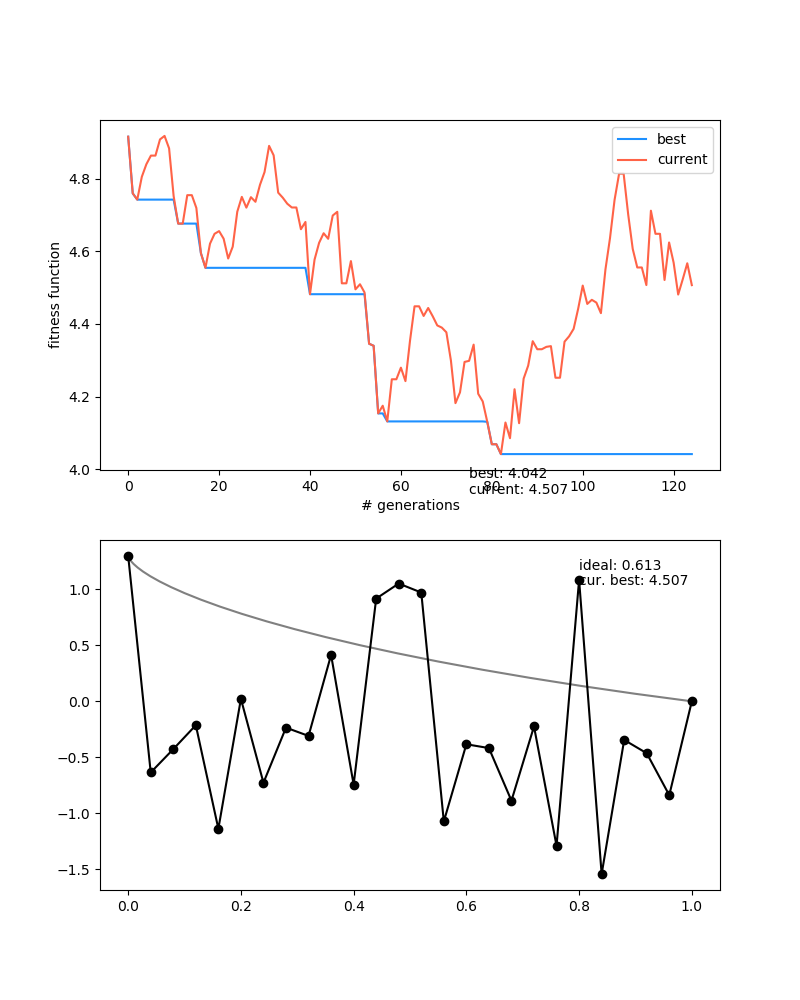 best
current
4.8
4.6
4.4
4.2
4.0
fitness function
0 20 40 60 80 100 120
# generations
best: 4.042
current: 4.507
ideal: 0.613
cur. best: 4.507
1.0
0.5
0.0
−0.5
−1.0
−1.5
0.0 0.2 0.4 0.6 0.8 1.0